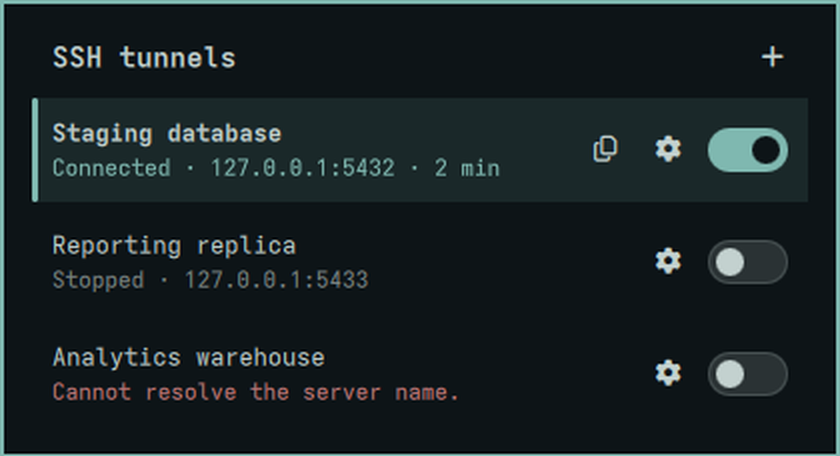 SSH tunnels
Staging database
Connected · 127.0.0.1:5432 · 2 min
Reporting replica
Stopped · 127.0.0.1:5433
Analytics warehouse
Cannot resolve the server name.